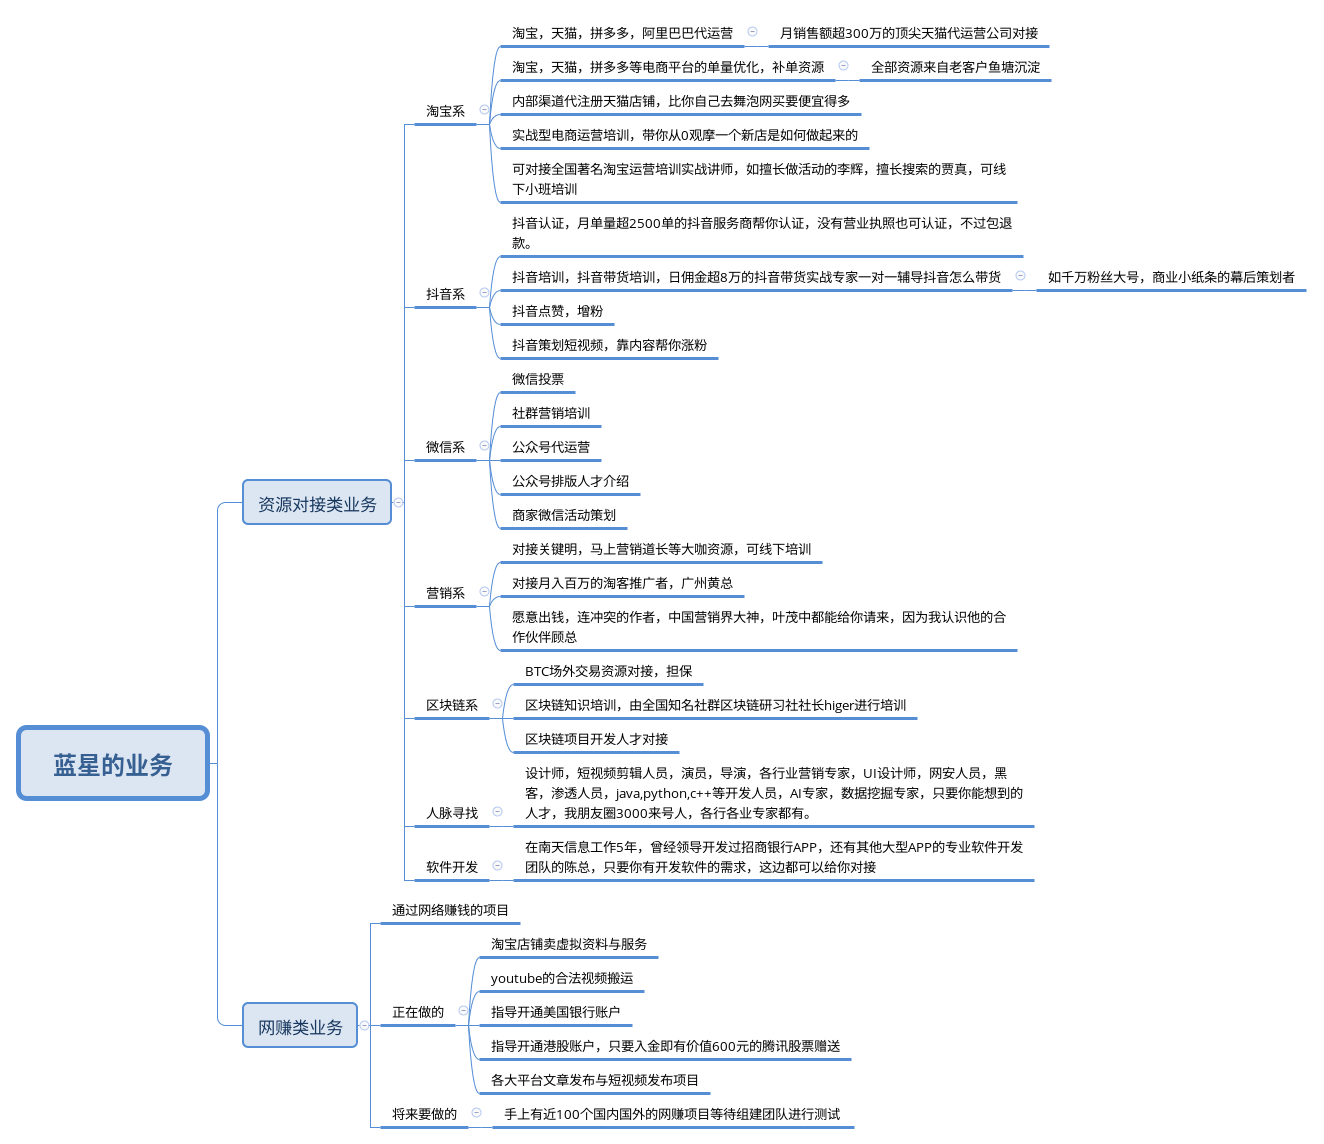 蓝星的业务
资源对接类业务
淘宝系
淘宝，天猫，拼多多，阿里巴巴代运营
月销售额超300万的顶尖天猫代运营公司对接
淘宝，天猫，拼多多等电商平台的单量优化，补单资源
全部资源来自老客户鱼塘沉淀
内部渠道代注册天猫店铺，比你自己去舞泡网买要便宜得多
实战型电商运营培训，带你从0观摩一个新店是如何做起来的
可对接全国著名淘宝运营培训实战讲师，如擅长做活动的李辉，擅长搜索的贾真，可线
下小班培训
抖音系
抖音认证，月单量超2500单的抖音服务商帮你认证，没有营业执照也可认证，不过包退
款。
抖音培训，抖音带货培训，日佣金超8万的抖音带货实战专家一对一辅导抖音怎么带货
如千万粉丝大号，商业小纸条的幕后策划者
抖音点赞，增粉
抖音策划短视频，靠内容帮你涨粉
微信系
微信投票
社群营销培训
公众号代运营
公众号排版人才介绍
商家微信活动策划
营销系
对接关键明，马上营销道长等大咖资源，可线下培训
对接月入百万的淘客推广者，广州黄总
愿意出钱，连冲突的作者，中国营销界大神，叶茂中都能给你请来，因为我认识他的合
作伙伴顾总
区块链系
BTC场外交易资源对接，担保
区块链知识培训，由全国知名社群区块链研习社社长higer进行培训
区块链项目开发人才对接
人脉寻找
设计师，短视频剪辑人员，演员，导演，各行业营销专家，UI设计师，网安人员，黑
客，渗透人员，java,python,c++等开发人员，AI专家，数据挖掘专家，只要你能想到的
人才，我朋友圈3000来号人，各行各业专家都有。
软件开发
在南天信息工作5年，曾经领导开发过招商银行APP，还有其他大型APP的专业软件开发
团队的陈总，只要你有开发软件的需求，这边都可以给你对接
网赚类业务
通过网络赚钱的项目
正在做的
淘宝店铺卖虚拟资料与服务
youtube的合法视频搬运
指导开通美国银行账户
指导开通港股账户，只要入金即有价值600元的腾讯股票赠送
各大平台文章发布与短视频发布项目
将来要做的
手上有近100个国内国外的网赚项目等待组建团队进行测试